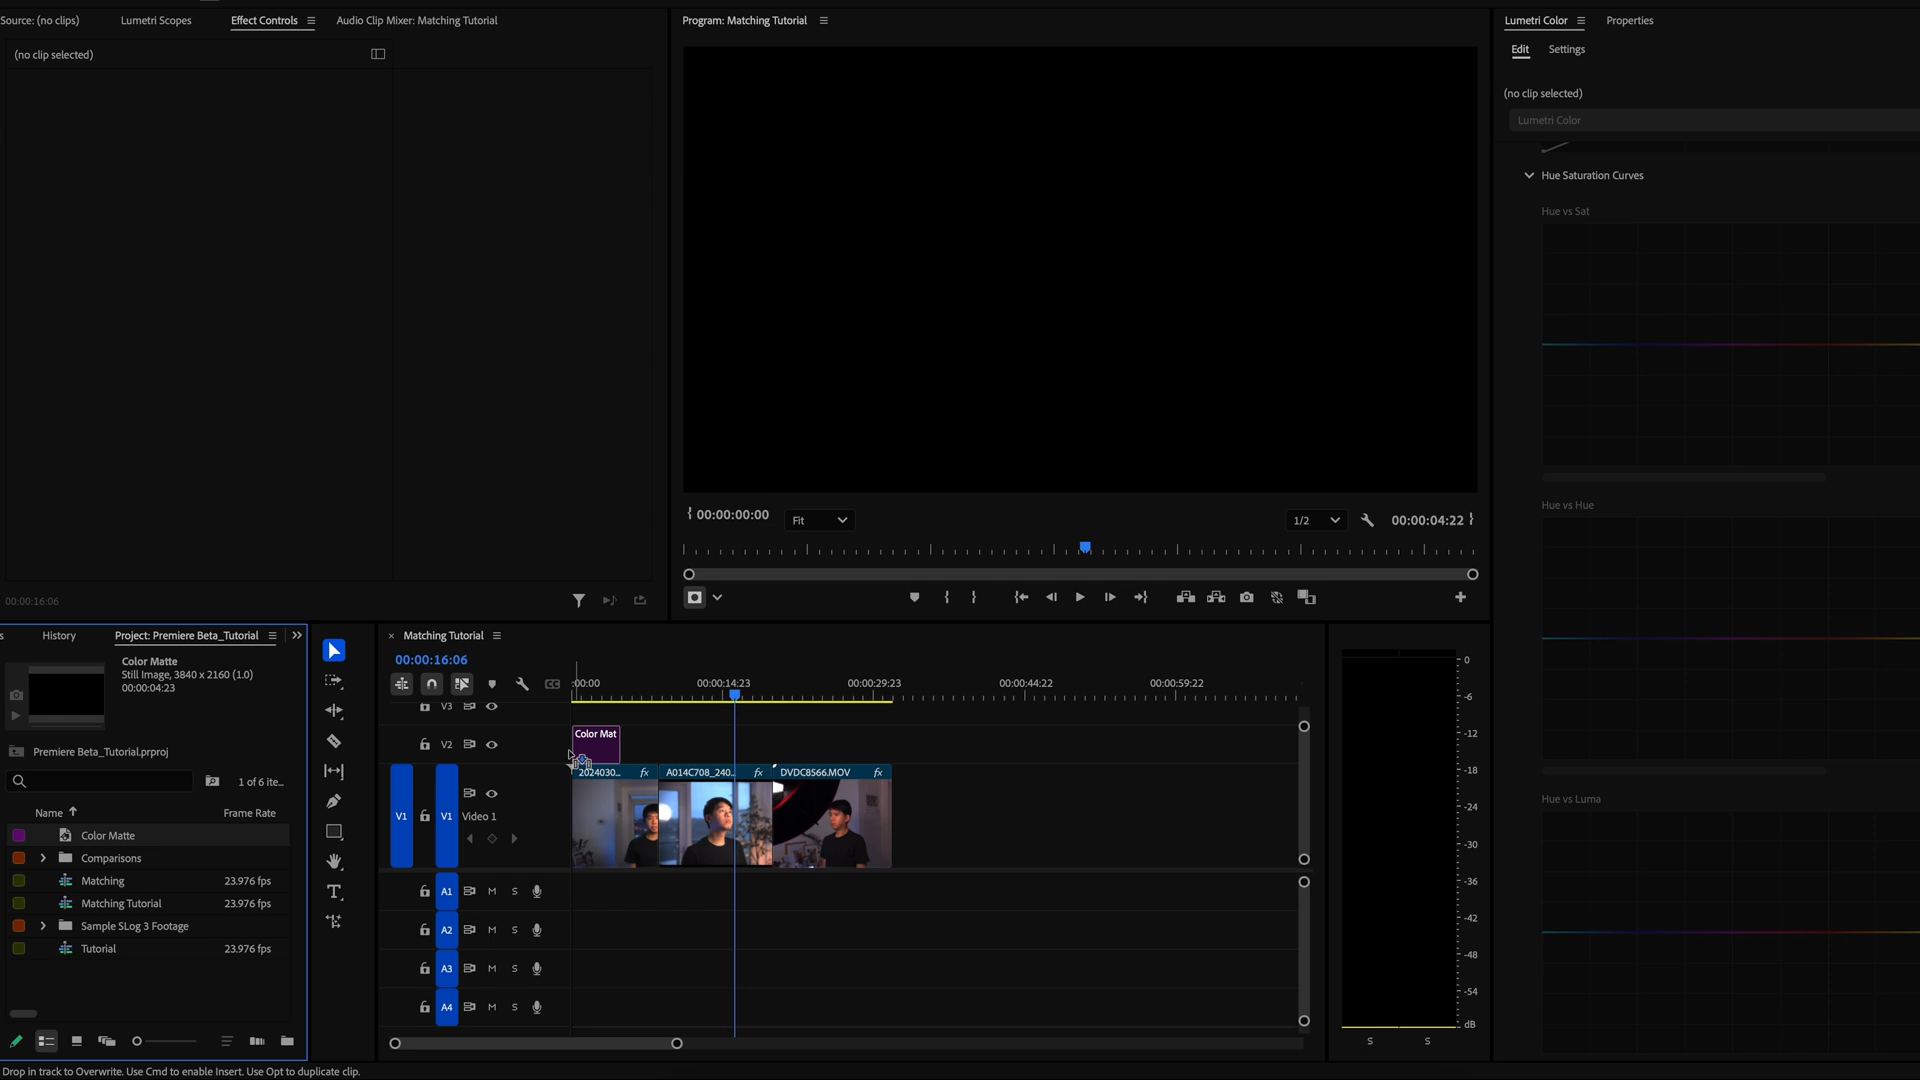 Source: (no clips)
Lumetri Scopes
Effect Controls
Audio Clip Mixer: Matching Tutorial
(no clip selected)
00:00:16:06
Program: Matching Tutorial
00:00:00:00
Fit
1/2
00:00:04:22
Lumetri Color
Properties
Edit
Settings
(no clip selected)
Lumetri Color
Hue Saturation Curves
Hue vs Sat
Hue vs Hue
Hue vs Luma
s
History
Project: Premiere Beta_Tutorial
Color Matte
Still Image, 3840 x 2160 (1.0)
00:00:04:23
Premiere Beta_Tutorial.prproj
1 of 6 ite...
Name
Frame Rate
Color Matte
Comparisons
Matching
23.976 fps
Matching Tutorial
23.976 fps
Sample SLog 3 Footage
Tutorial
23.976 fps
T
× Matching Tutorial
00:00:16:06
CC
:00:00
00:00:14:23
00:00:29:23
00:00:44:22
00:00:59:22
V3
V2
Color Mat
2024030... fx
A014C708_240... fx
DVDC8566.MOV fx
V1
V1
Video 1
A1 M S
A2 M S
A3 M S
A4 M S
0
-6
-12
-18
-24
-30
-36
-42
-48
-54
dB
S S
Drop in track to Overwrite. Use Cmd to enable Insert. Use Opt to duplicate clip.